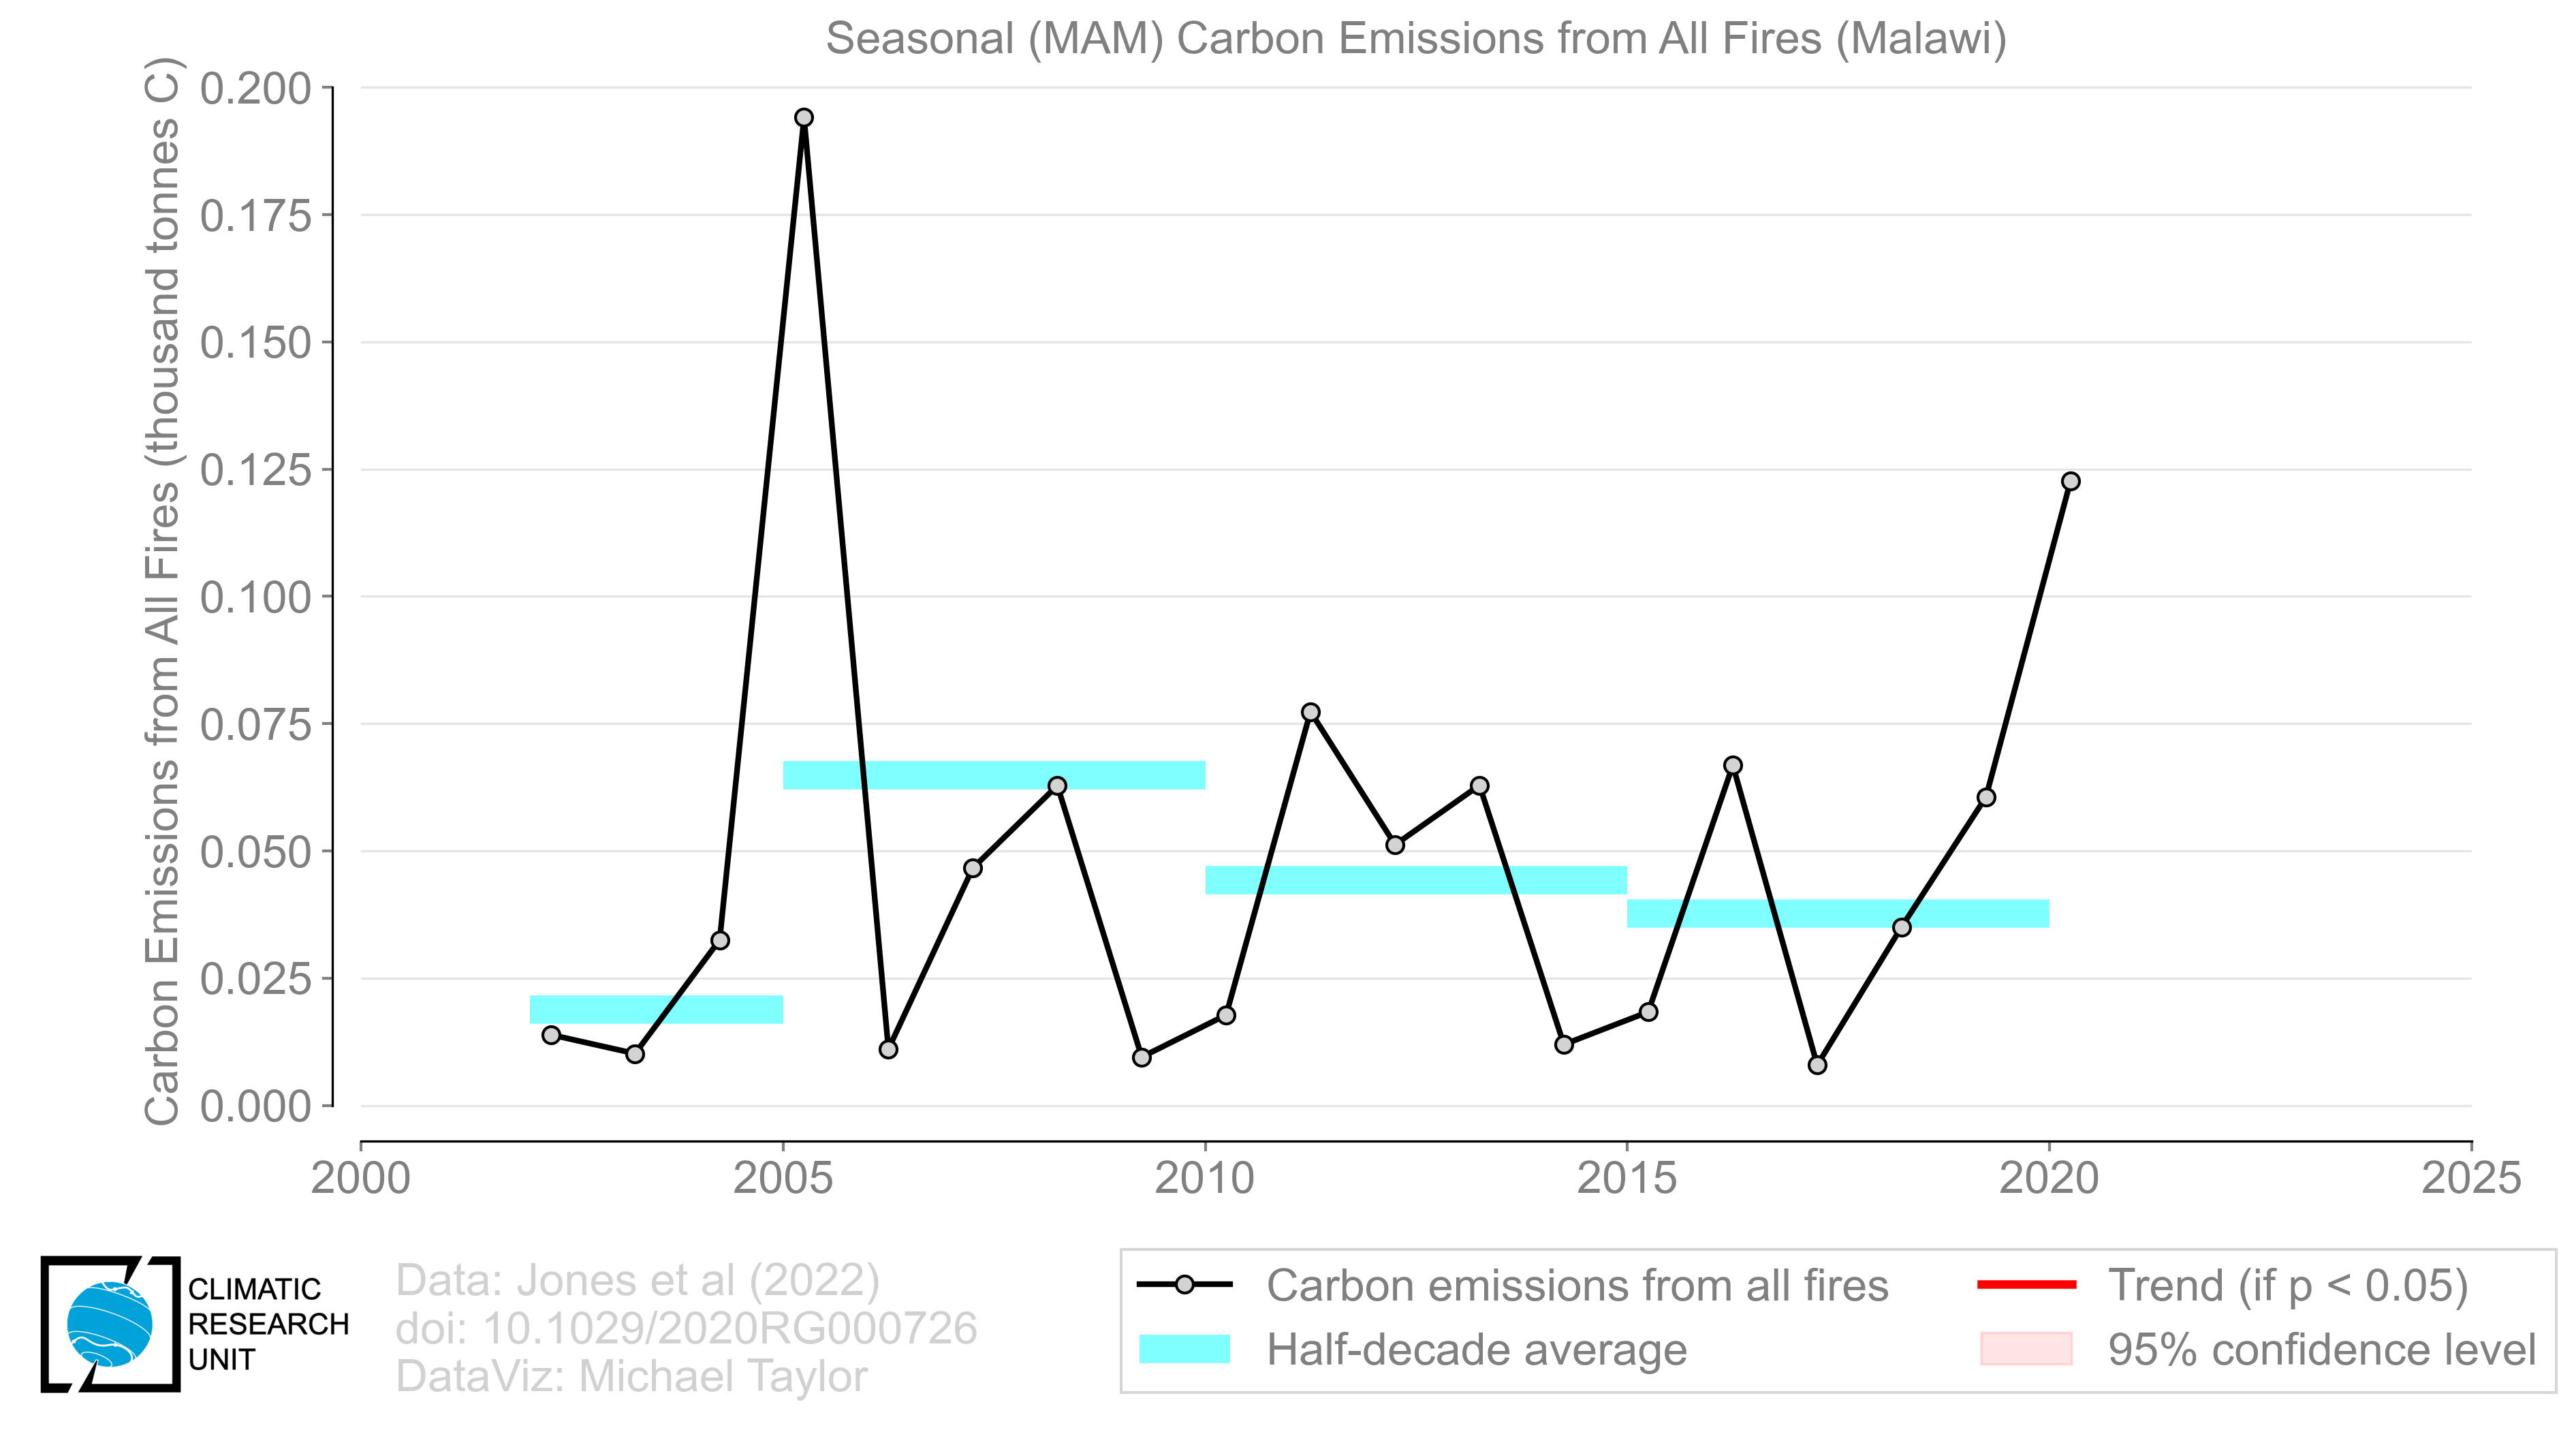 Seasonal (MAM) Carbon Emissions from All Fires (Malawi)
Carbon Emissions from All Fires (thousand tonnes C)
0.200
0.175
0.150
0.125
0.100
0.075
0.050
0.025
0.000
2000 2005 2010 2015 2020 2025
CLIMATIC
RESEARCH
UNIT
Data: Jones et al (2022)
doi: 10.1029/2020RG000726
DataViz: Michael Taylor
Carbon emissions from all fires
Half-decade average
Trend (if p < 0.05)
95% confidence level